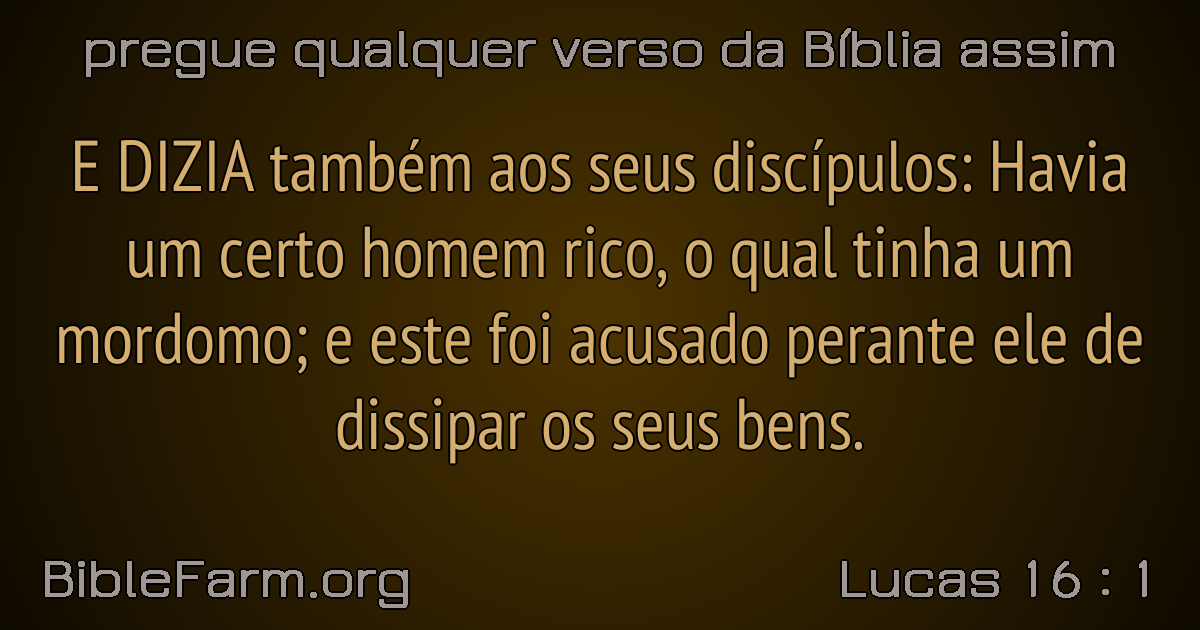 pregue qualquer verso da Bíblia assim
E DIZIA também aos seus discípulos: Havia
um certo homem rico, o qual tinha um
mordomo; e este foi acusado perante ele de
dissipar os seus bens.
BibleFarm.org
Lucas 16 : 1